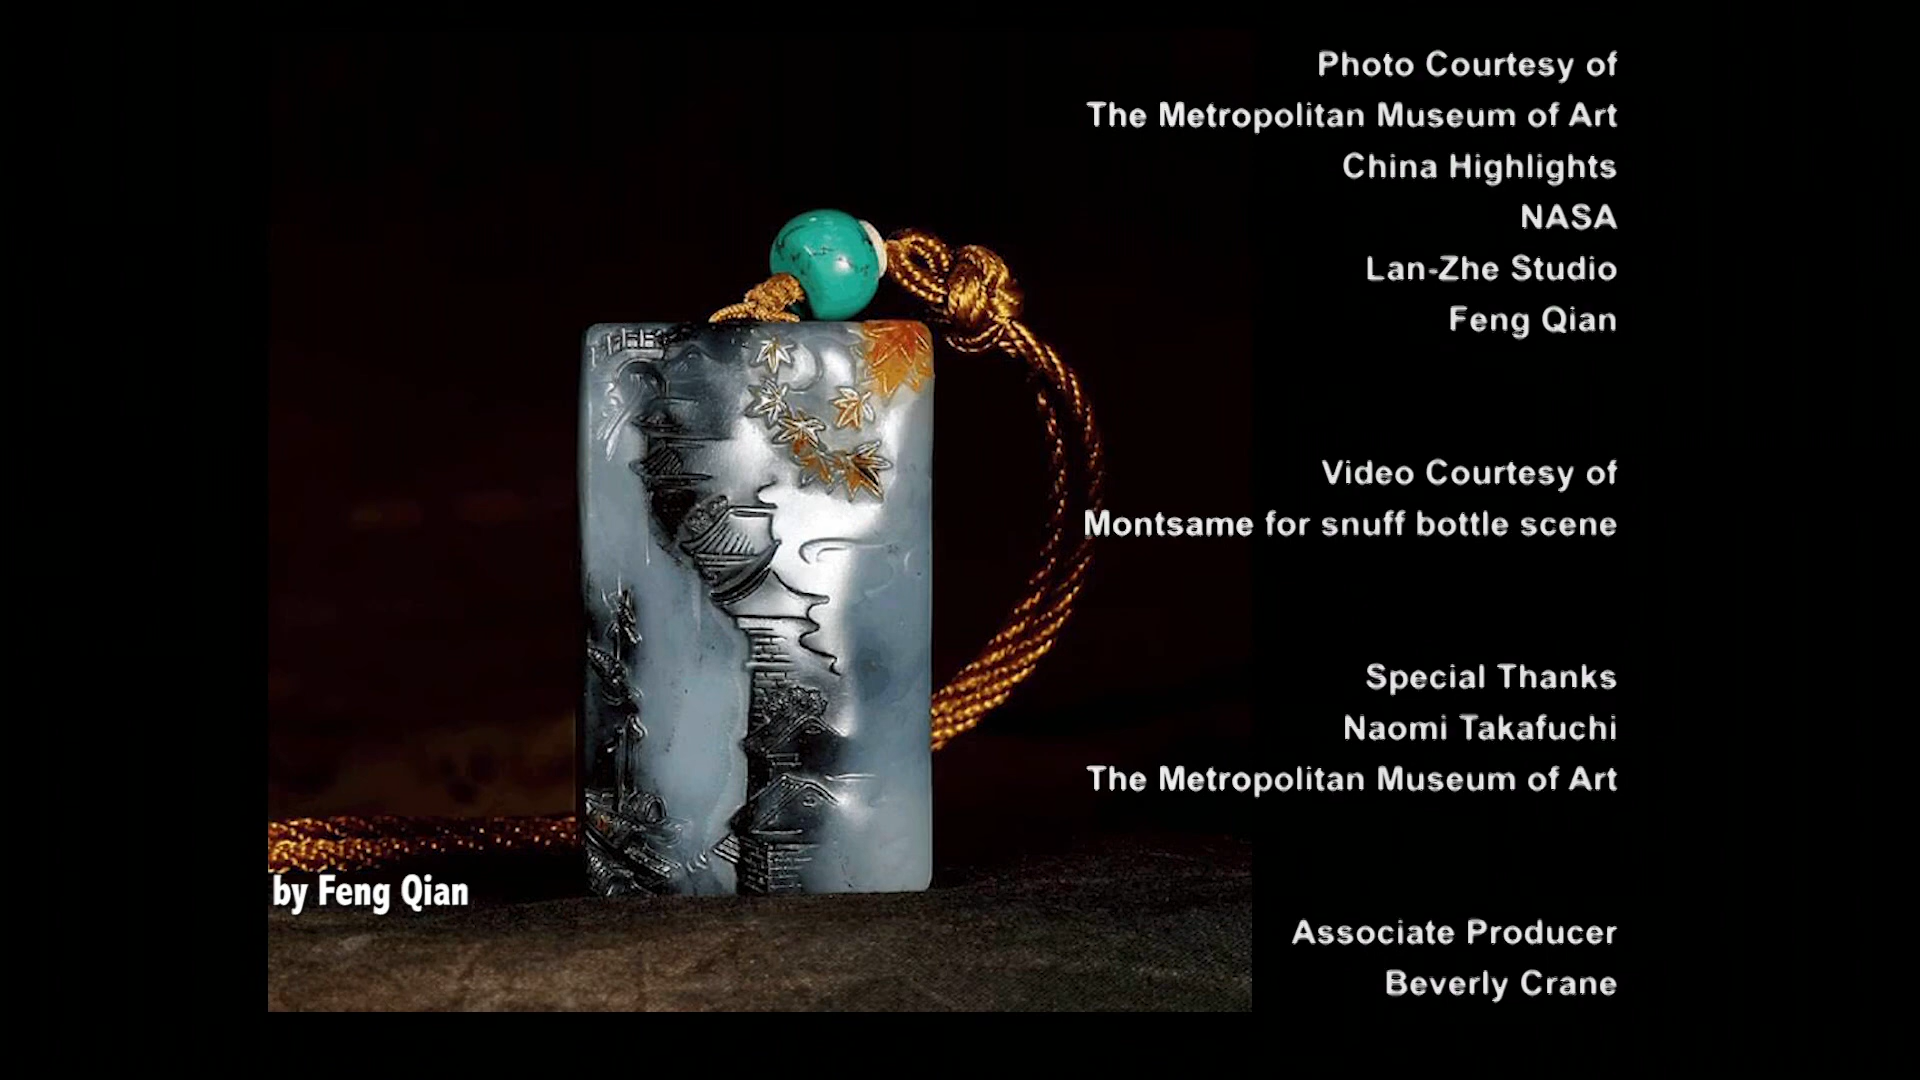 Photo Courtesy of
The Metropolitan Museum of Art
China Highlights
NASA
Lan-Zhe Studio
Feng Qian
Video Courtesy of
Montsame for snuff bottle scene
Special Thanks
Naomi Takafuchi
The Metropolitan Museum of Art
Associate Producer
Beverly Crane
by Feng Qian